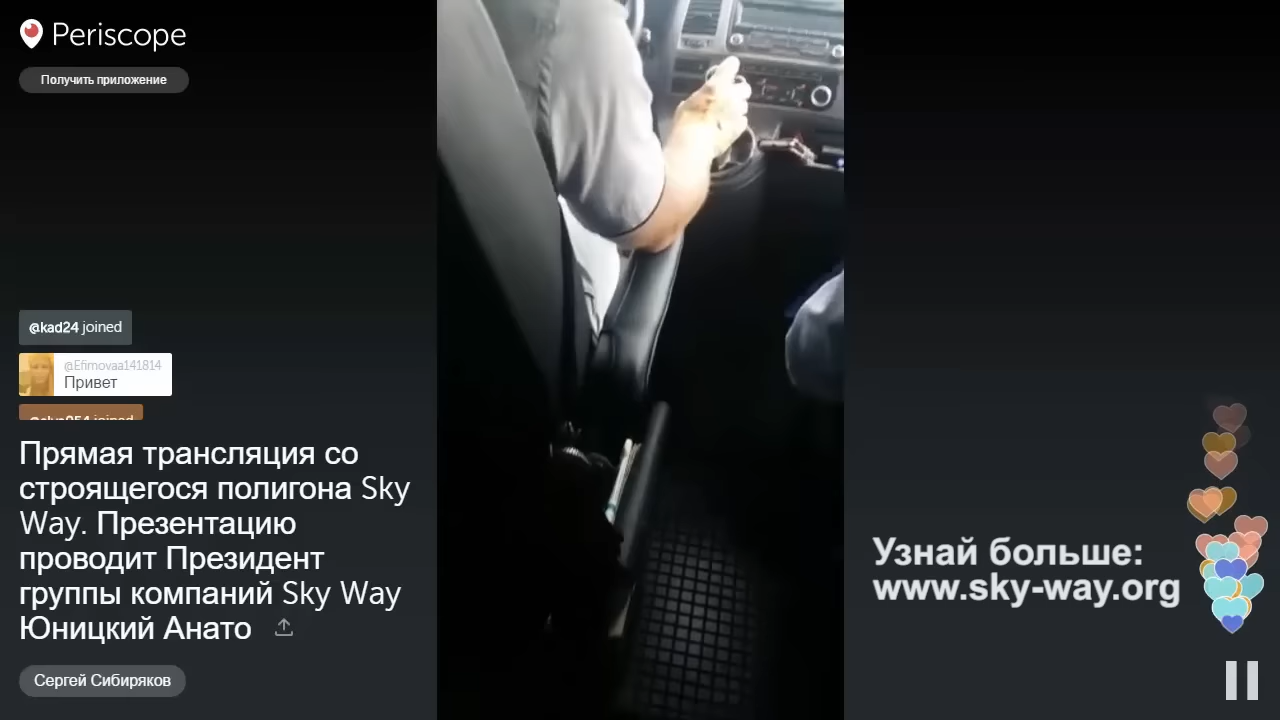 Periscope
Получить приложение
@kad24 joined
@Efimovaa141814
Привет
joined
Прямая трансляция со
строящегося полигона Sky
Way. Презентацию
проводит Президент
группы компаний Sky Way
Юницкий Анато
Сергей Сибиряков
Узнай больше:
www.sky-way.org